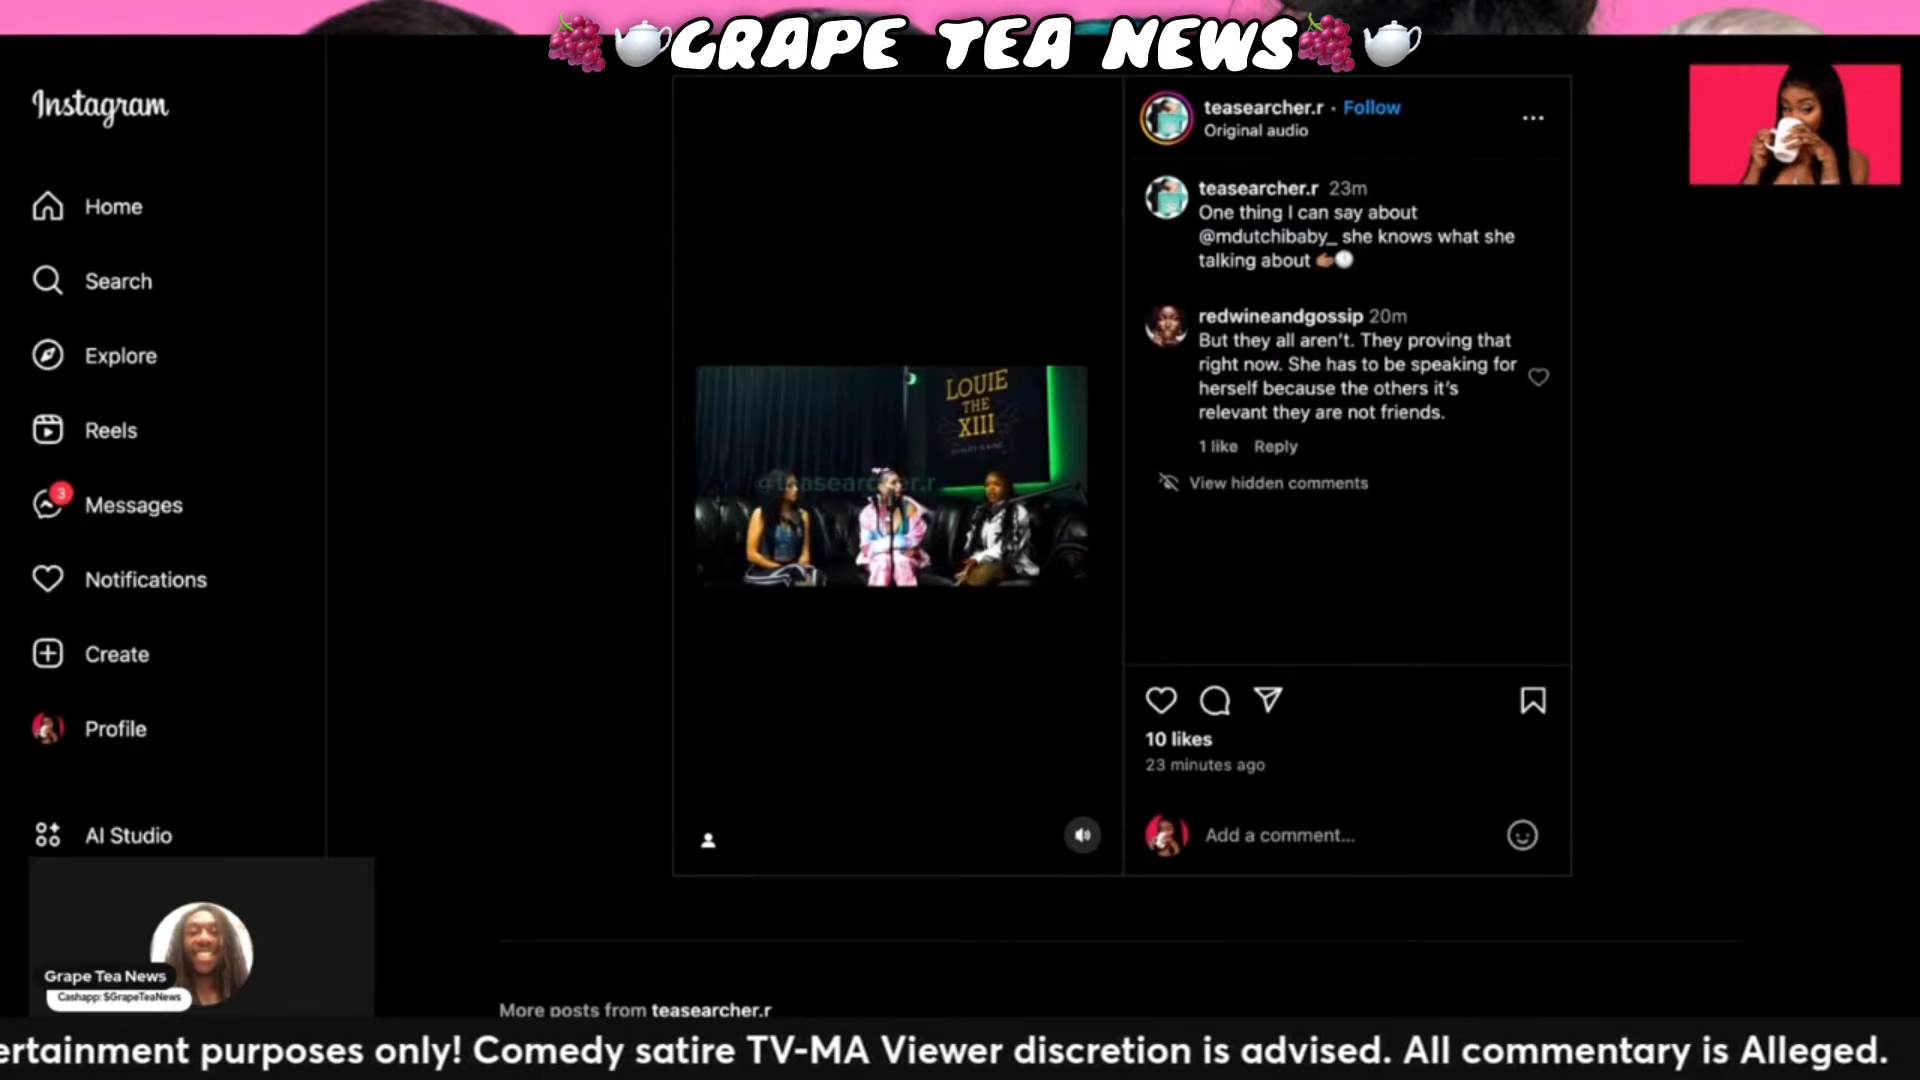 GRAPE TEA NEWS
Instagram
Home
Search
Explore
Reels
3
Messages
Notifications
Create
Profile
AI Studio
@teasearcher.r
LOUIE
THE
XIII
teasearcher.r · Follow
Original audio
teasearcher.r 23m
One thing I can say about
@mdutchibaby_ she knows what she
talking about
redwineandgossip 20m
But they all aren't. They proving that
right now. She has to be speaking for
herself because the others it's
relevant they are not friends.
1 like Reply
View hidden comments
10 likes
23 minutes ago
Add a comment...
More posts from teasearcher.r
Grape Tea News
Cashapp: $GrapeTeaNews
ertainment purposes only! Comedy satire TV-MA Viewer discretion is advised. All commentary is Alleged.